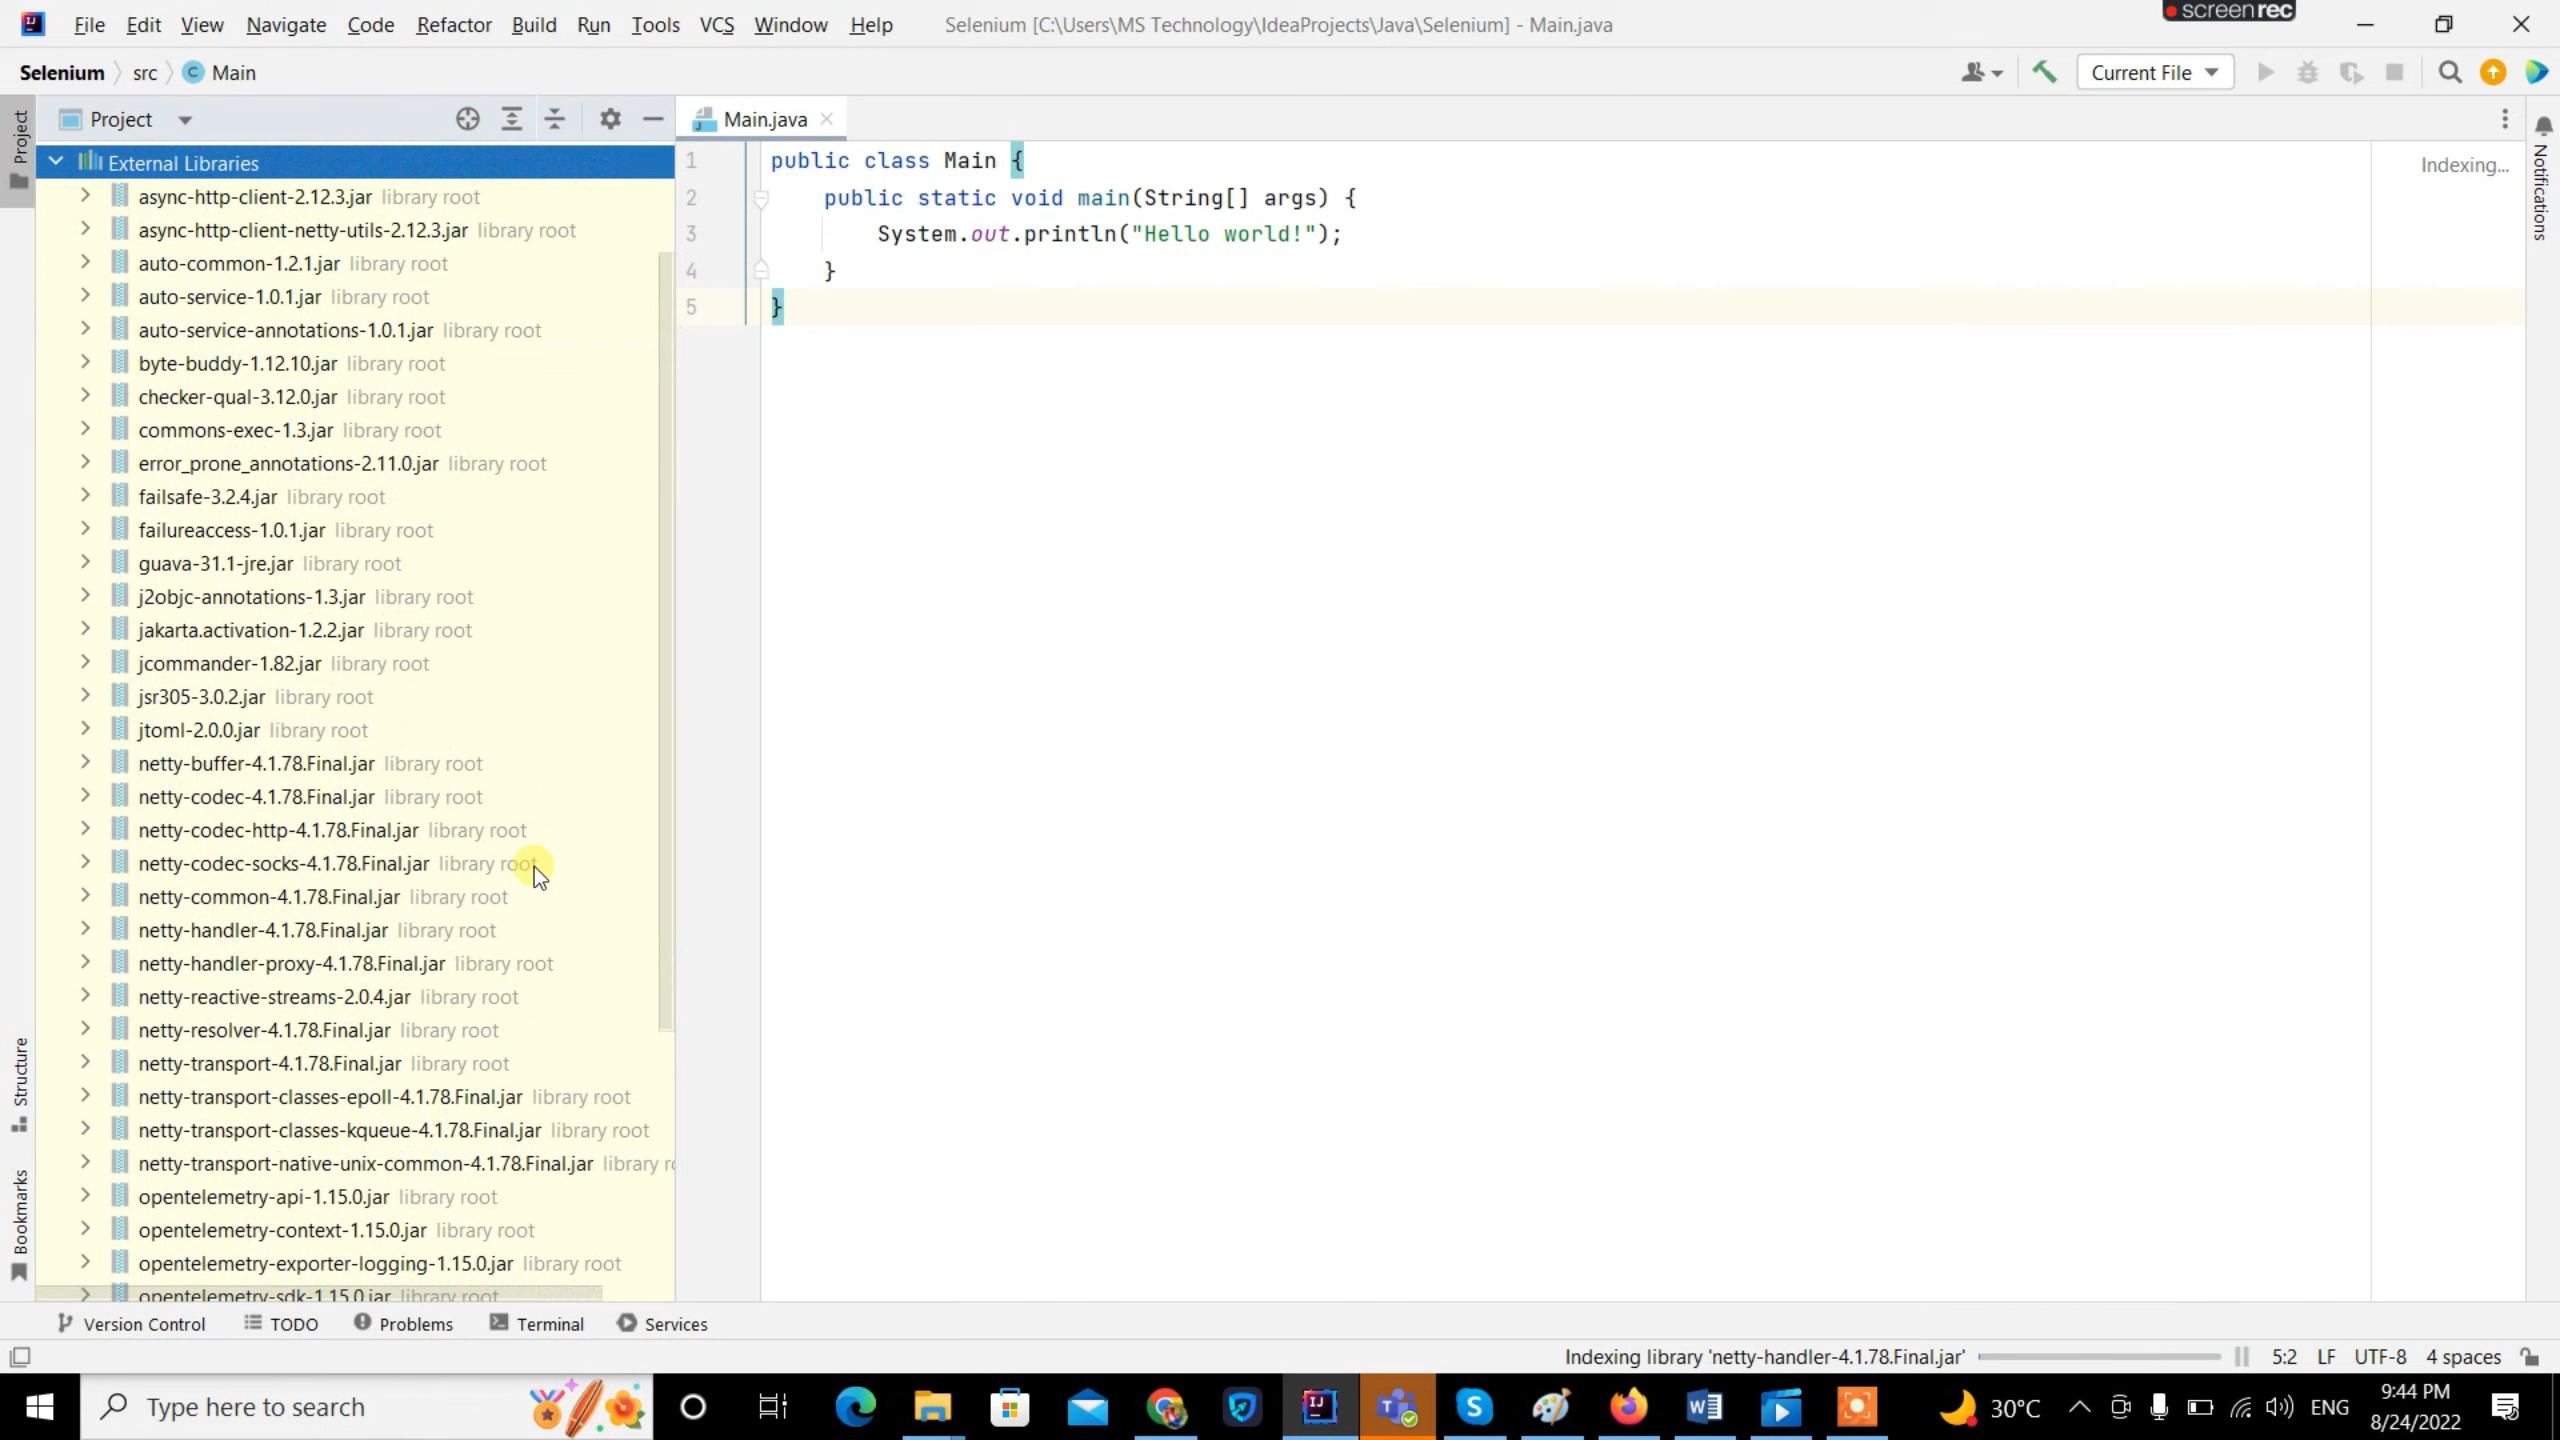 File Edit View Navigate Code Refactor Build Run Tools VCS Window Help Selenium [C:\Users\MS Technology\IdeaProjects\Java\Selenium] - Main.java
screenrec
Selenium src Main
Current File
Project
Main.java
Project
External Libraries
async-http-client-2.12.3.jar library root
async-http-client-netty-utils-2.12.3.jar library root
auto-common-1.2.1.jar library root
auto-service-1.0.1.jar library root
auto-service-annotations-1.0.1.jar library root
byte-buddy-1.12.10.jar library root
checker-qual-3.12.0.jar library root
commons-exec-1.3.jar library root
error_prone_annotations-2.11.0.jar library root
failsafe-3.2.4.jar library root
failureaccess-1.0.1.jar library root
guava-31.1-jre.jar library root
j2objc-annotations-1.3.jar library root
jakarta.activation-1.2.2.jar library root
jcommander-1.82.jar library root
jsr305-3.0.2.jar library root
jtoml-2.0.0.jar library root
netty-buffer-4.1.78.Final.jar library root
netty-codec-4.1.78.Final.jar library root
netty-codec-http-4.1.78.Final.jar library root
netty-codec-socks-4.1.78.Final.jar library root
netty-common-4.1.78.Final.jar library root
netty-handler-4.1.78.Final.jar library root
netty-handler-proxy-4.1.78.Final.jar library root
netty-reactive-streams-2.0.4.jar library root
netty-resolver-4.1.78.Final.jar library root
netty-transport-4.1.78.Final.jar library root
netty-transport-classes-epoll-4.1.78.Final.jar library root
netty-transport-classes-kqueue-4.1.78.Final.jar library root
netty-transport-native-unix-common-4.1.78.Final.jar library r
opentelemetry-api-1.15.0.jar library root
opentelemetry-context-1.15.0.jar library root
opentelemetry-exporter-logging-1.15.0.jar library root
opentelemetry-sdk-1.15.0.jar library root
1 public class Main {
2 public static void main(String[] args) {
3 System.out.println("Hello world!");
4 }
5 }
Indexing...
Notifications
Structure
Bookmarks
Version Control TODO Problems Terminal Services
Indexing library 'netty-handler-4.1.78.Final.jar' 5:2 LF UTF-8 4 spaces
Type here to search
30°C ENG
9:44 PM
8/24/2022